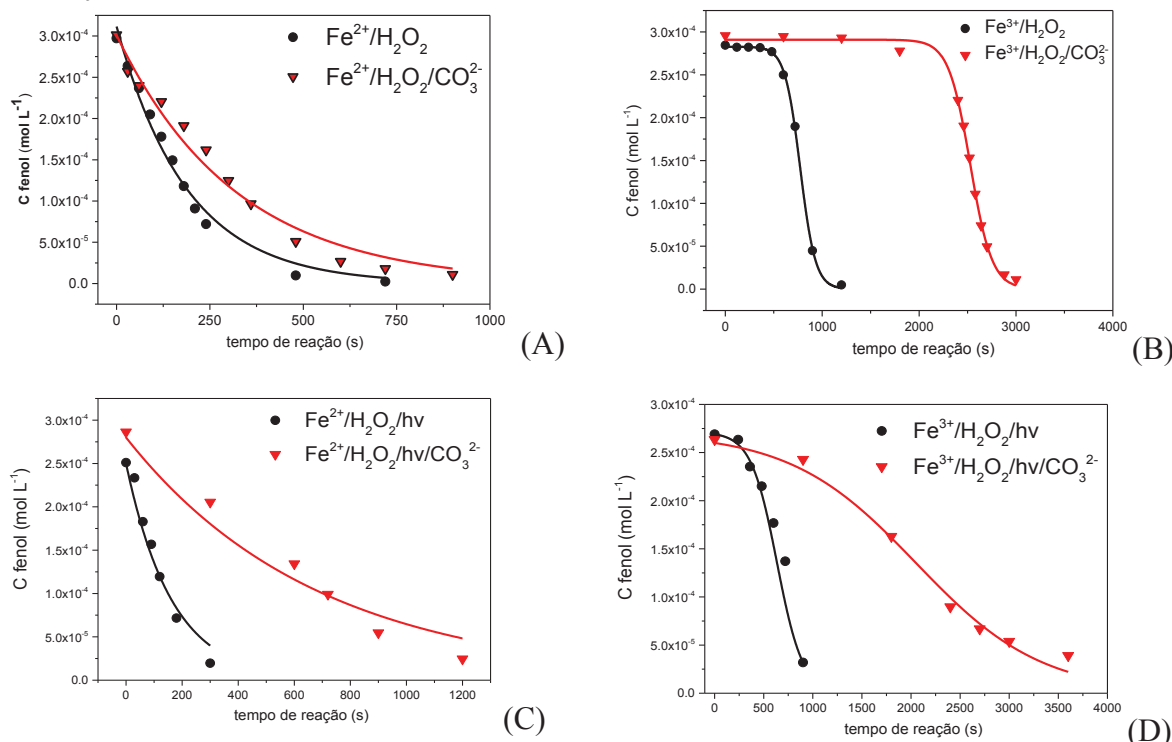 Fe²⁺/H₂O₂
Fe²⁺/H₂O₂/CO₃²⁻
C fenol (mol L⁻¹)
3.0x10⁻⁴
2.5x10⁻⁴
2.0x10⁻⁴
1.5x10⁻⁴
1.0x10⁻⁴
5.0x10⁻⁵
0.0
0 250 500 750 1000
tempo de reação (s)
(A)
Fe³⁺/H₂O₂
Fe³⁺/H₂O₂/CO₃²⁻
C fenol (mol L⁻¹)
3.0x10⁻⁴
2.5x10⁻⁴
2.0x10⁻⁴
1.5x10⁻⁴
1.0x10⁻⁴
5.0x10⁻⁵
0.0
0 1000 2000 3000 4000
tempo de reação (s)
(B)
Fe²⁺/H₂O₂/hv
Fe²⁺/H₂O₂/hv/CO₃²⁻
C fenol (mol L⁻¹)
3.0x10⁻⁴
2.5x10⁻⁴
2.0x10⁻⁴
1.5x10⁻⁴
1.0x10⁻⁴
5.0x10⁻⁵
0.0
0 200 400 600 800 1000 1200
tempo de reação (s)
(C)
Fe³⁺/H₂O₂/hv
Fe³⁺/H₂O₂/hv/CO₃²⁻
C fenol (mol L⁻¹)
3.0x10⁻⁴
2.5x10⁻⁴
2.0x10⁻⁴
1.5x10⁻⁴
1.0x10⁻⁴
5.0x10⁻⁵
0.0
0 500 1000 1500 2000 2500 3000 3500 4000
tempo de reação (s)
(D)